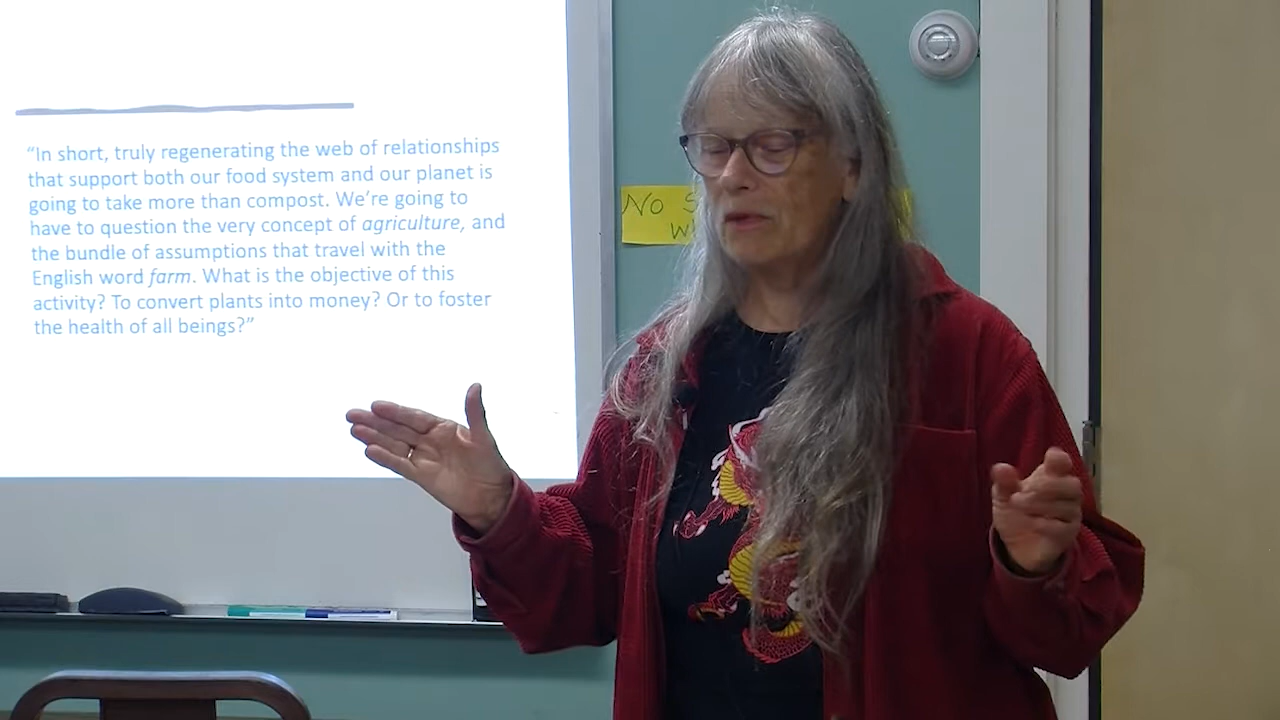 “In short, truly regenerating the web of relationships
that support both our food system and our planet is
going to take more than compost. We’re going to
have to question the very concept of agriculture, and
the bundle of assumptions that travel with the
English word farm. What is the objective of this
activity? To convert plants into money? Or to foster
the health of all beings?”
No